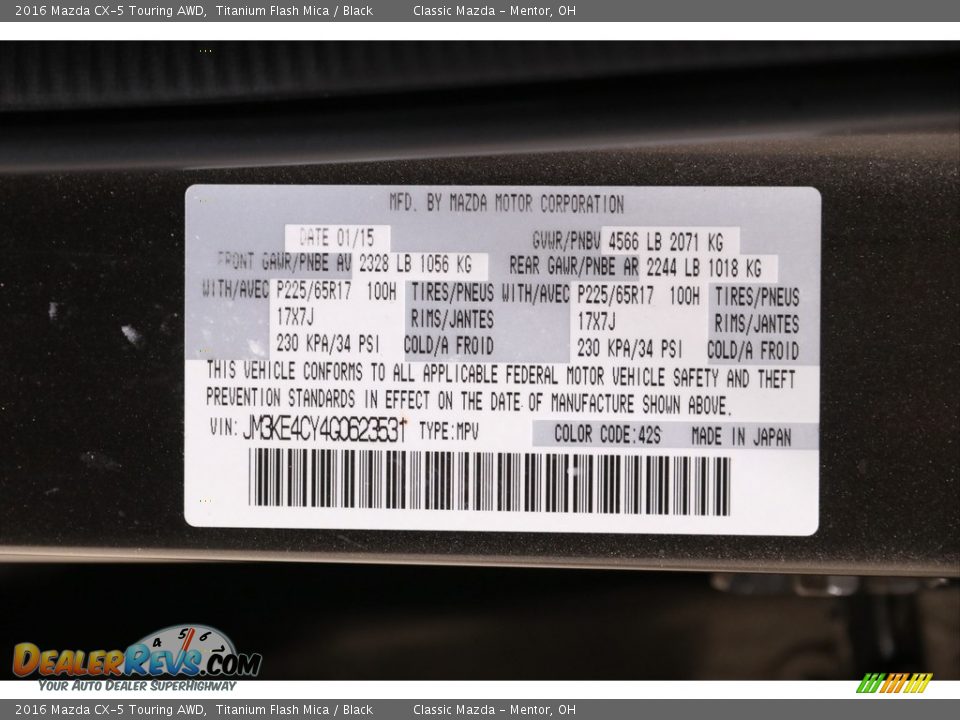 2016 Mazda CX-5 Touring AWD, Titanium Flash Mica / Black Classic Mazda - Mentor, OH
MFD. BY MAZDA MOTOR CORPORATION
DATE 01/15 GVWR/PNBV 4566 LB 2071 KG
FRONT GAWR/PNBE AV 2328 LB 1056 KG REAR GAWR/PNBE AR 2244 LB 1018 KG
WITH/AVEC P225/65R17 100H TIRES/PNEUS WITH/AVEC P225/65R17 100H TIRES/PNEUS
17X7J RIMS/JANTES 17X7J RIMS/JANTES
230 KPA/34 PSI COLD/A FROID 230 KPA/34 PSI COLD/A FROID
THIS VEHICLE CONFORMS TO ALL APPLICABLE FEDERAL MOTOR VEHICLE SAFETY AND THEFT
PREVENTION STANDARDS IN EFFECT ON THE DATE OF MANUFACTURE SHOWN ABOVE.
VIN: JM3KE4CY4G0623531 TYPE:MPV COLOR CODE:42S MADE IN JAPAN
4 5 6
DEALERREVS.COM
YOUR AUTO DEALER SUPERHIGHWAY
2016 Mazda CX-5 Touring AWD, Titanium Flash Mica / Black Classic Mazda - Mentor, OH